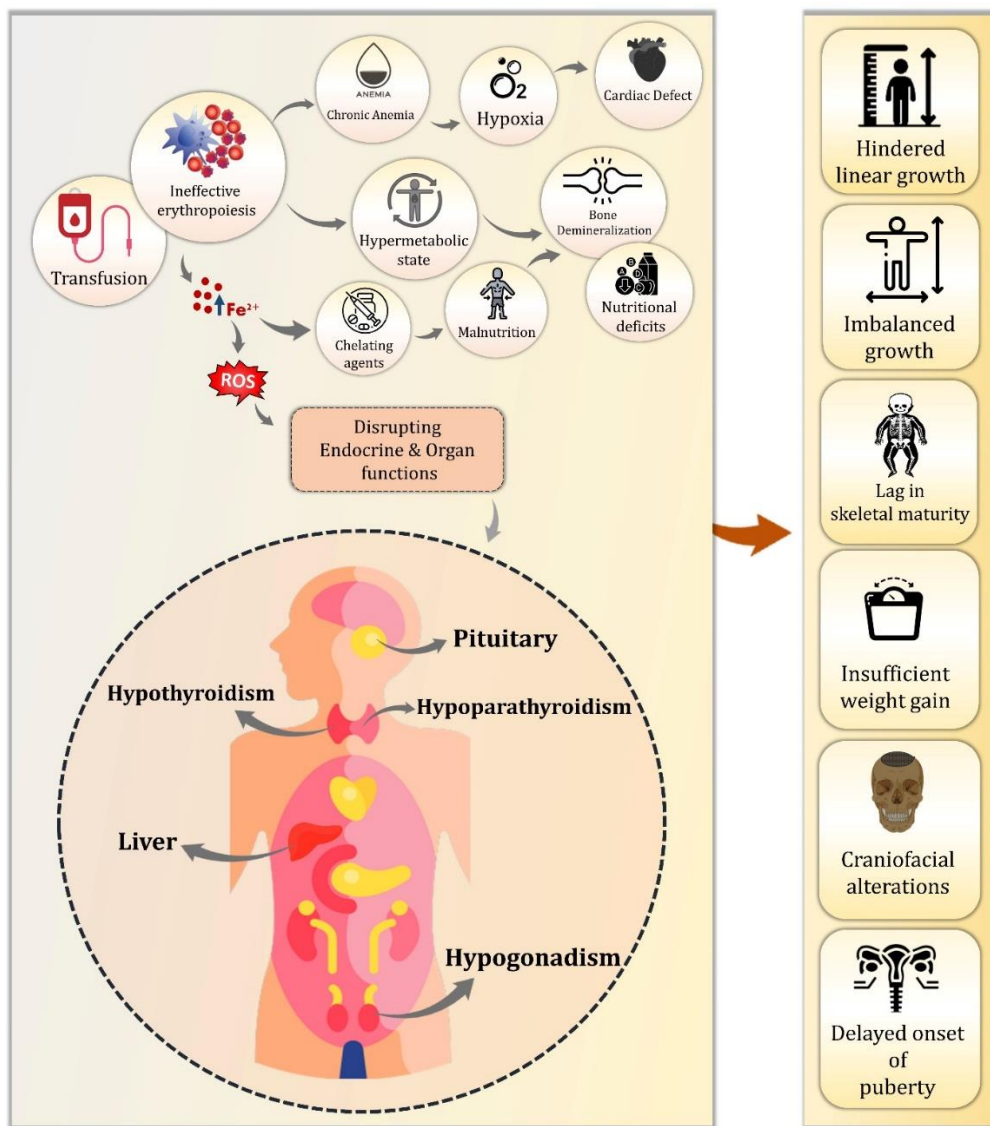 ANEMIA
Chronic Anemia
O2
Hypoxia
Cardiac Defect
Ineffective
erythropoiesis
Transfusion
Hypermetabolic
state
Bone
Demineralization
Fe²⁺
Chelating
agents
Malnutrition
A
B
D
Nutritional
deficits
ROS
Disrupting
Endocrine & Organ
functions
Pituitary
Hypothyroidism
Hypoparathyroidism
Liver
Hypogonadism
Hindered
linear growth
Imbalanced
growth
Lag in
skeletal maturity
Insufficient
weight gain
Craniofacial
alterations
Delayed onset
of
puberty